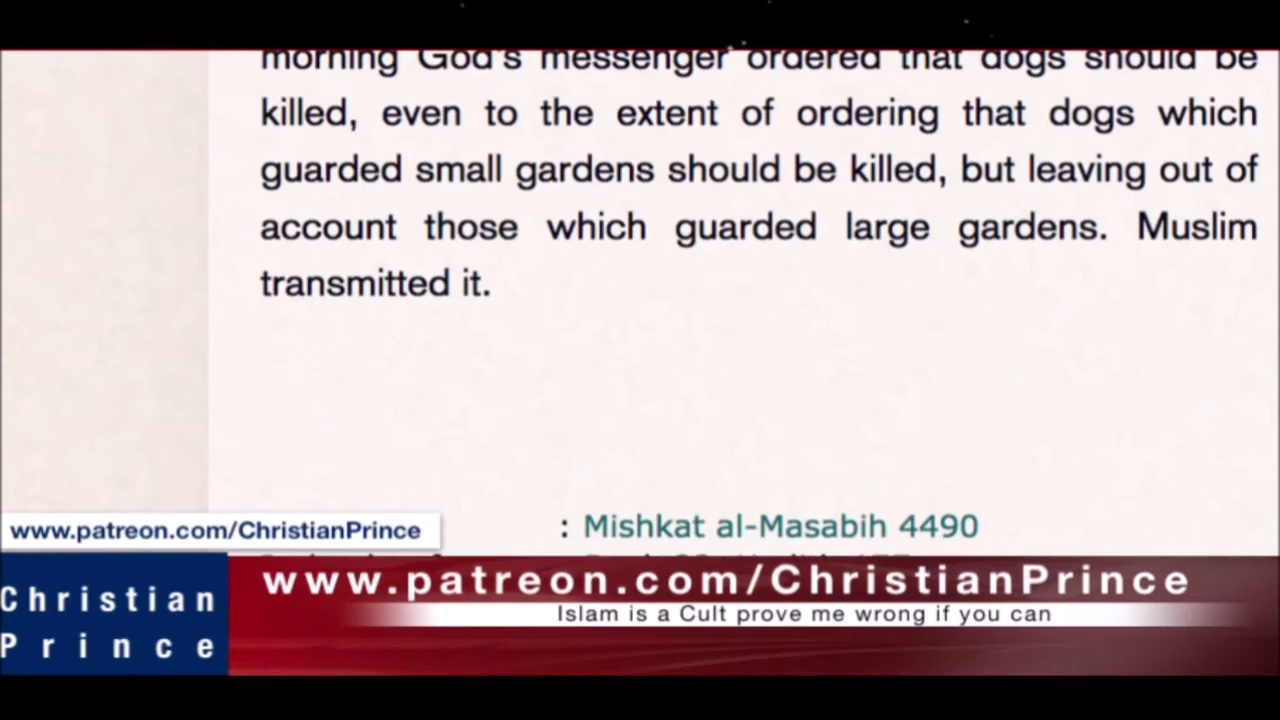 morning God's messenger ordered that dogs should be
killed, even to the extent of ordering that dogs which
guarded small gardens should be killed, but leaving out of
account those which guarded large gardens. Muslim
transmitted it.
: Mishkat al-Masabih 4490
www.patreon.com/ChristianPrince
www.patreon.com/ChristianPrince
Islam is a Cult prove me wrong if you can
Christian
Prince